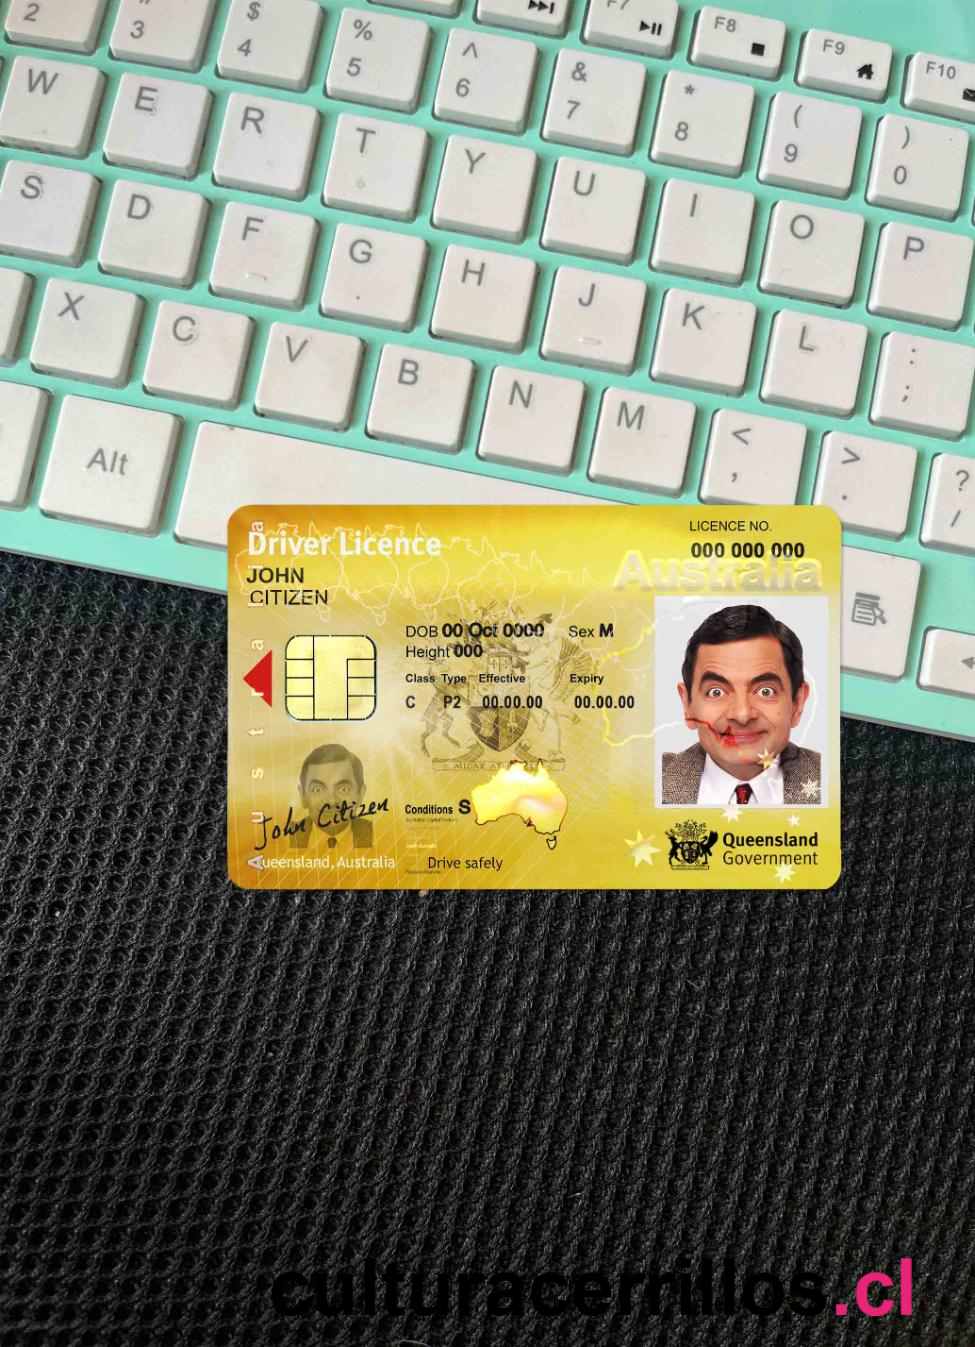 2 3 $ 4 % 5 ^ 6 & 7 * 8 ( 9 ) 0
F7 F8 F9 F10
W E R T Y U I O P
S D F G H J K L : ;
X C V B N M < , > . ? /
Alt
Driver Licence
JOHN
CITIZEN
LICENCE NO.
000 000 000
Australia
Australia
DOB 00 Oct 0000 Sex M
Height 000
Class Type Effective Expiry
C P2 00.00.00 00.00.00
John Citizen
Conditions S
Queensland, Australia
Drive safely
Queensland
Government
culturacerrillos.cl